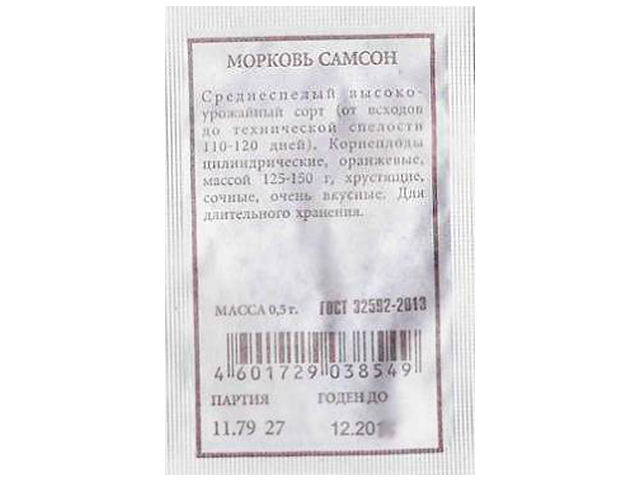 МОРКОВЬ САМСОН
Среднеспелый высоко-
урожайный сорт (от всходов
до технической спелости
110-120 дней). Корнеплоды
цилиндрические, оранжевые,
массой 125-150 г, хрустящие,
сочные, очень вкусные. Для
длительного хранения.
МАССА 0,5 г. ГОСТ 32592-2013
4 601729 038549
ПАРТИЯ ГОДЕН ДО
11.79 27 12.201